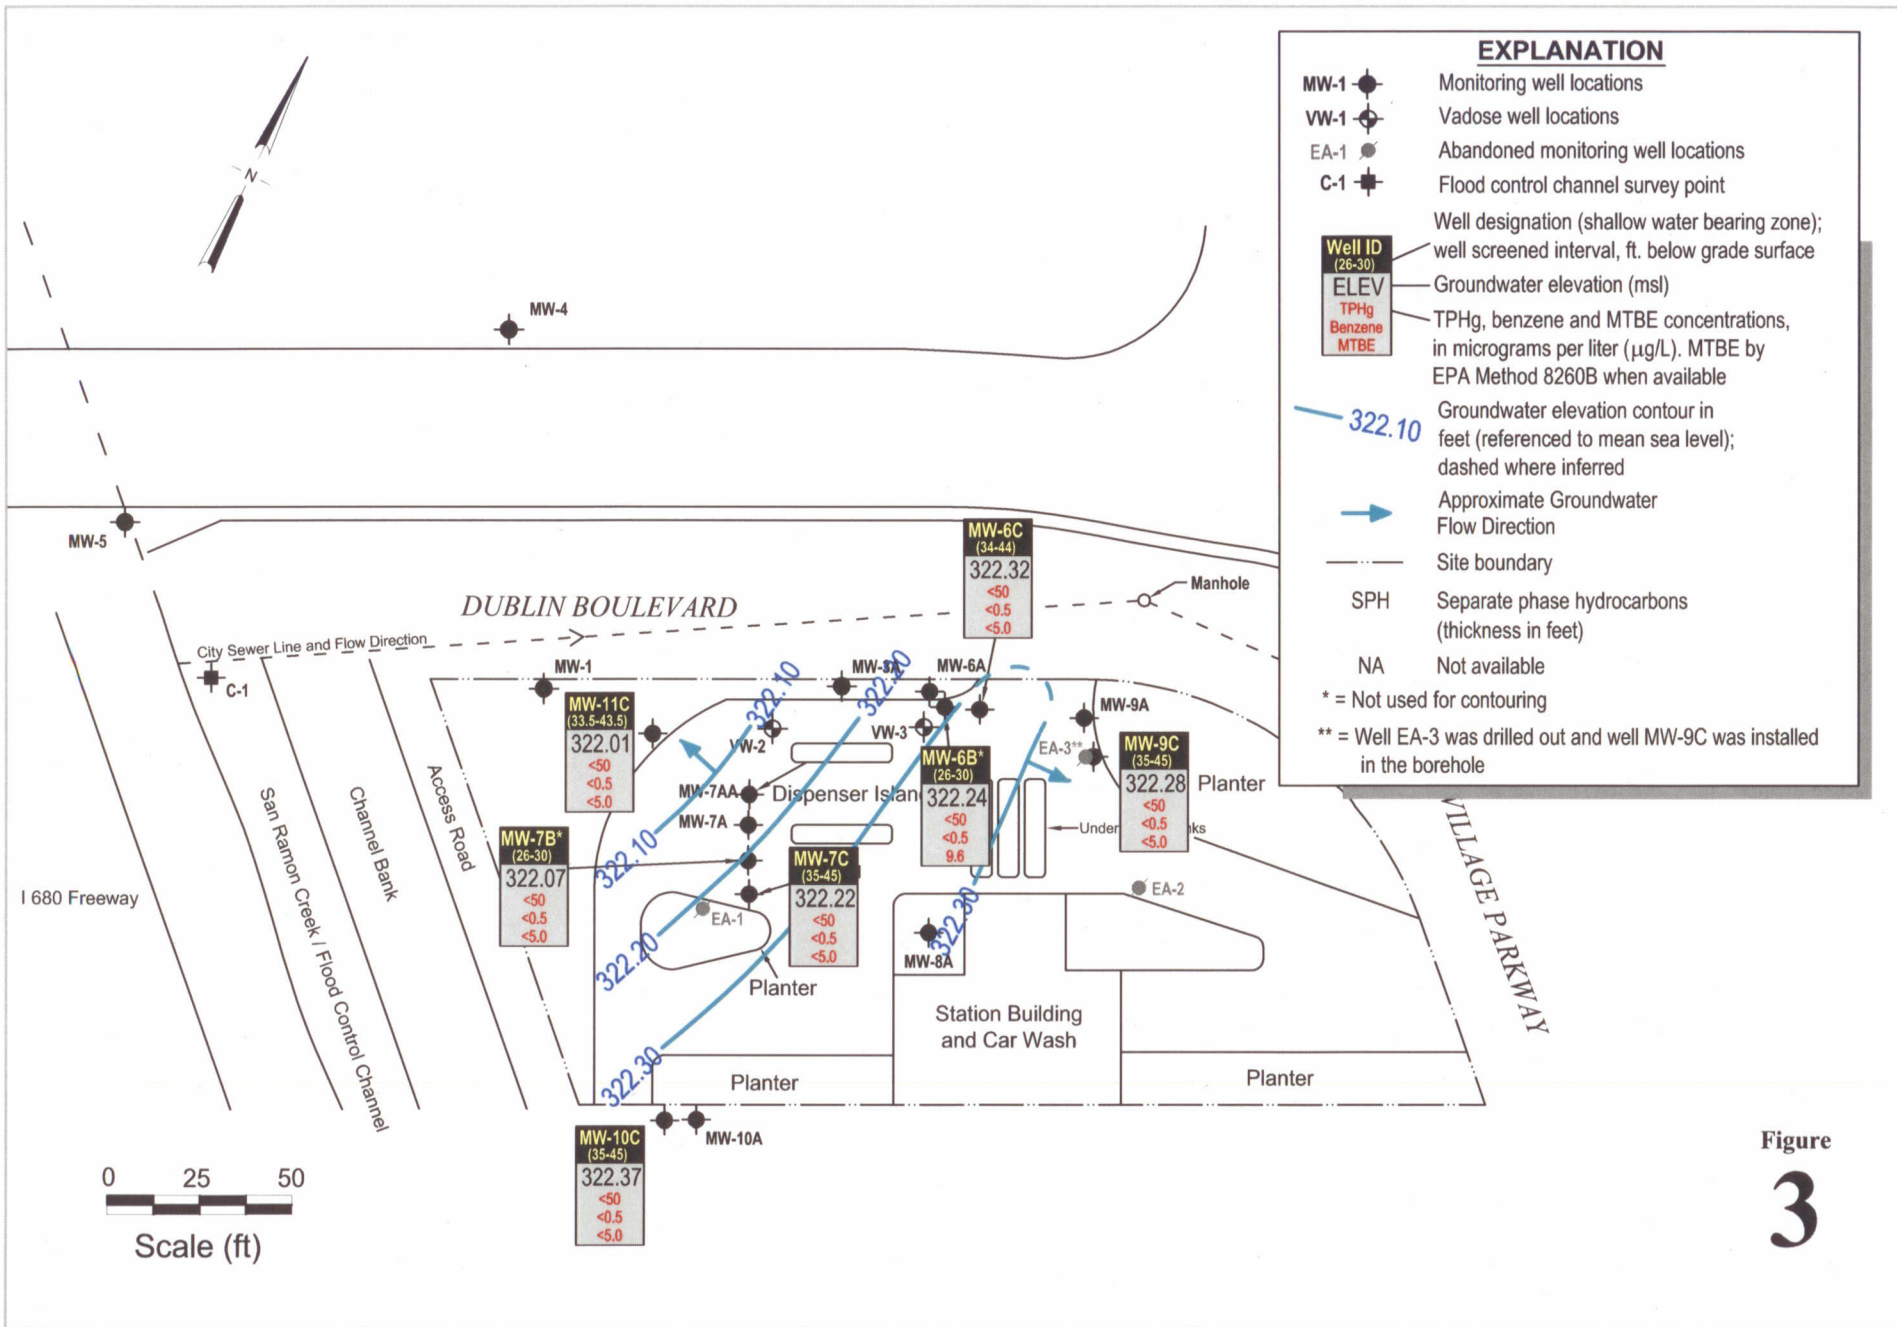 EXPLANATION
MW-1 Monitoring well locations
VW-1 Vadose well locations
EA-1 Abandoned monitoring well locations
C-1 Flood control channel survey point
Well ID
(26-30)
ELEV
TPHg
Benzene
MTBE
Well designation (shallow water bearing zone);
well screened interval, ft. below grade surface
Groundwater elevation (msl)
TPHg, benzene and MTBE concentrations,
in micrograms per liter (µg/L). MTBE by
EPA Method 8260B when available
322.10
Groundwater elevation contour in
feet (referenced to mean sea level);
dashed where inferred
Approximate Groundwater
Flow Direction
Site boundary
SPH Separate phase hydrocarbons
(thickness in feet)
NA Not available
* = Not used for contouring
** = Well EA-3 was drilled out and well MW-9C was installed
in the borehole
N
MW-4
MW-5
MW-6C
(34-44)
322.32
<50
<0.5
<5.0
Manhole
DUBLIN BOULEVARD
City Sewer Line and Flow Direction
C-1
MW-1
MW-3A
MW-6A
322.10
322.20
MW-11C
(33.5-43.5)
322.01
<50
<0.5
<5.0
VW-2
VW-3
MW-9A
EA-3**
MW-6B*
(26-30)
322.24
<50
<0.5
9.6
MW-9C
(35-45)
322.28
<50
<0.5
<5.0
Planter
MW-7AA
Dispenser Islan
MW-7A
Under
nks
MW-7B*
(26-30)
322.07
<50
<0.5
<5.0
322.10
MW-7C
(35-45)
322.22
<50
<0.5
<5.0
EA-1
EA-2
322.20
322.30
MW-8A
Planter
Station Building
and Car Wash
322.30
Planter
Planter
MW-10A
MW-10C
(35-45)
322.37
<50
<0.5
<5.0
I 680 Freeway
San Ramon Creek / Flood Control Channel
Channel Bank
Access Road
VILLAGE PARKWAY
0 25 50
Scale (ft)
Figure
3